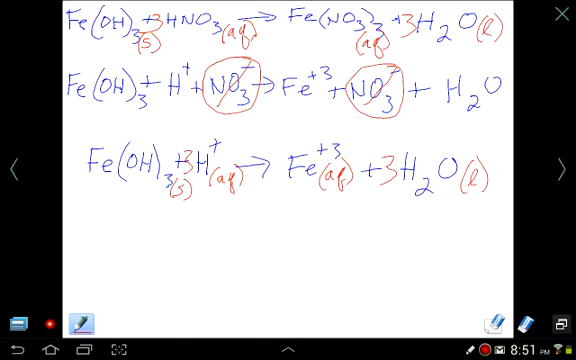 Fe(OH)₃(s) + 3HNO₃(aq) → Fe(NO₃)₃(aq) + 3H₂O(l)
Fe(OH)₃ + H⁺ + NO₃⁻ → Fe⁺³ + NO₃⁻ + H₂O
Fe(OH)₃(s) + 3H⁺(aq) → Fe⁺³(aq) + 3H₂O(l)
8:51 PM